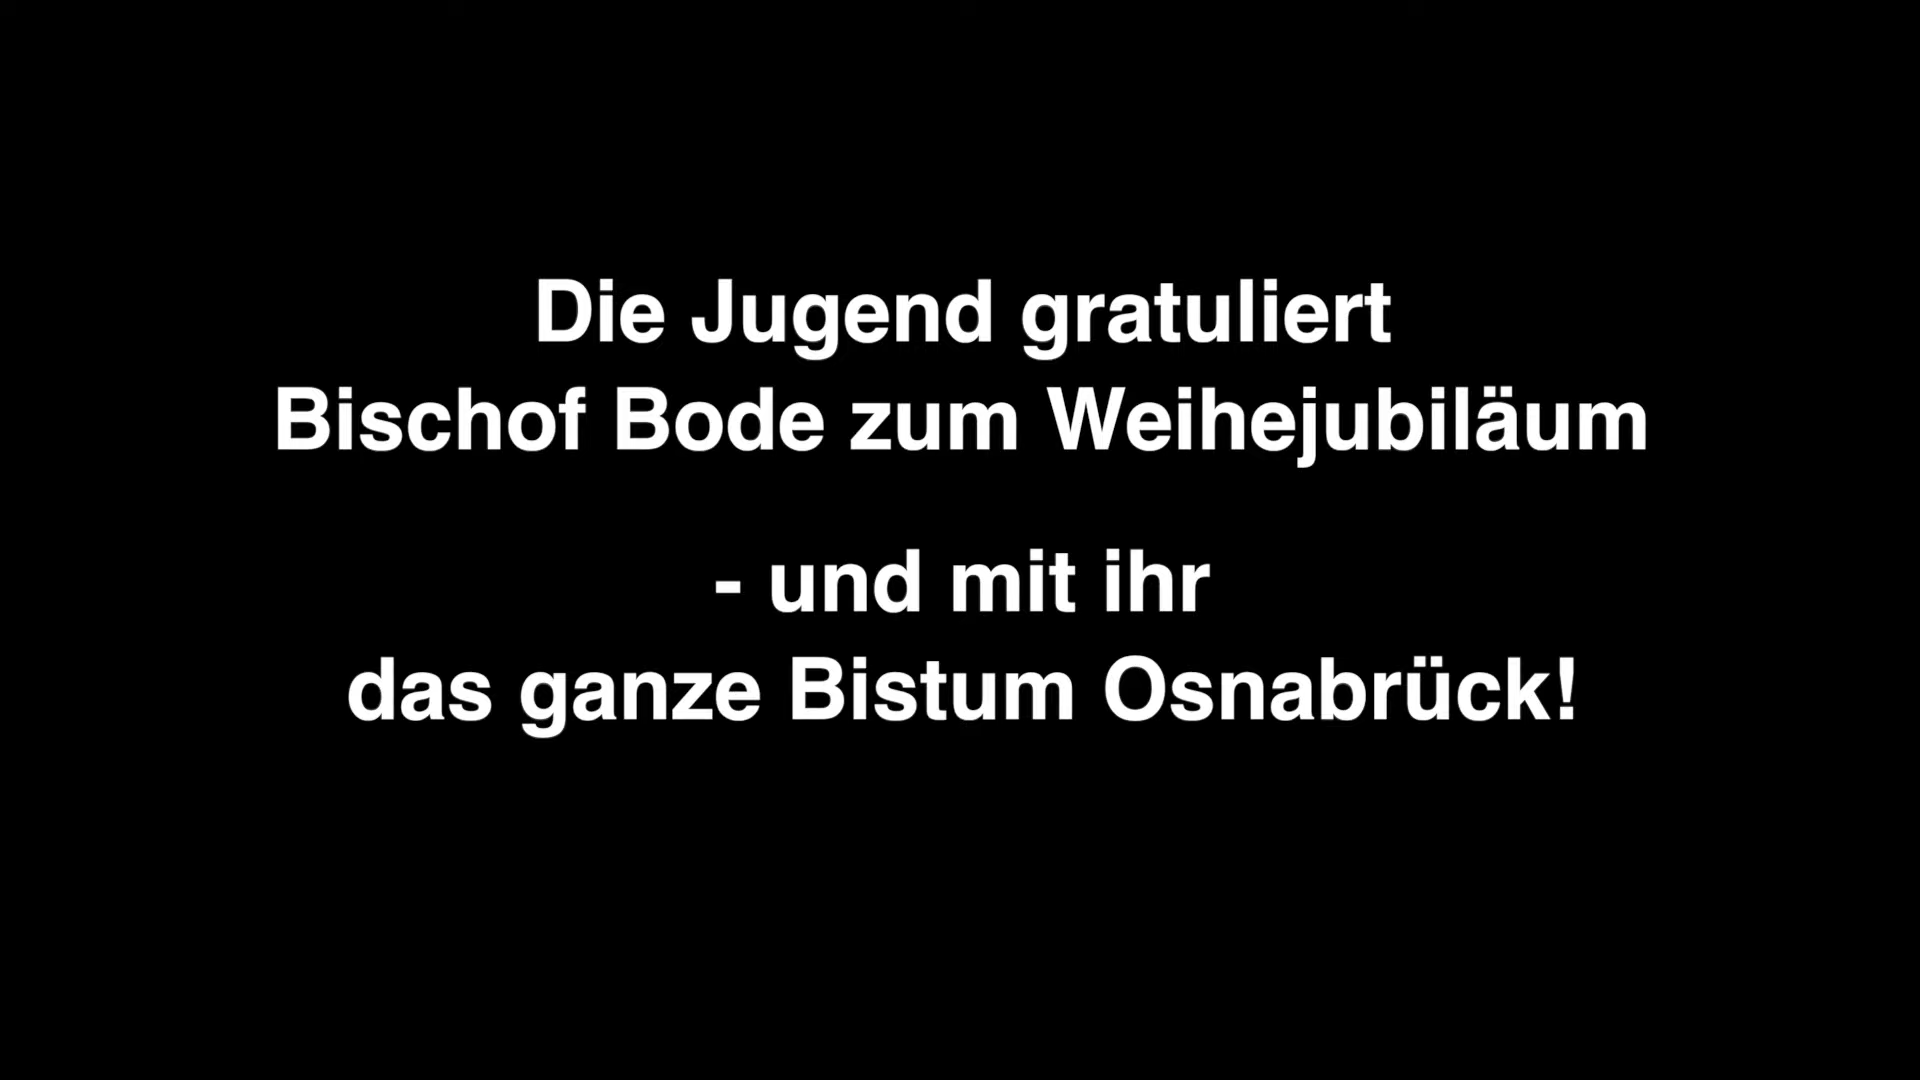 Die Jugend gratuliert
Bischof Bode zum Weihejubiläum
- und mit ihr
das ganze Bistum Osnabrück!